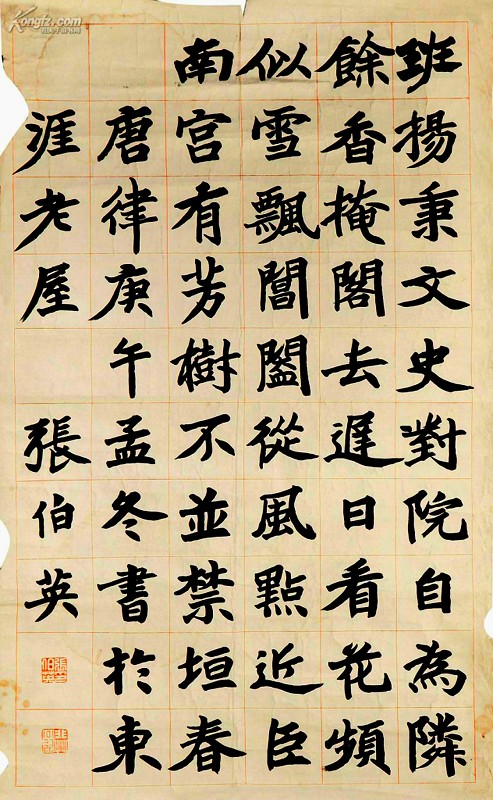 班揚秉文史對院自為隣
餘香掩閣去遲日看花頻
似雪飄閶闔從風點近臣
南宮有芳樹不並禁垣春
唐律庚午孟冬書於東
涯老屋 張伯英
Kongfz.com